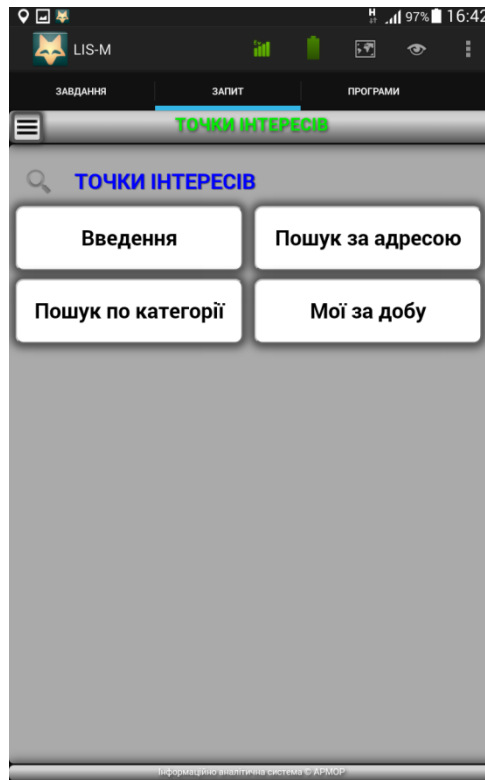 H 97% 16:42
LIS-M
ЗАВДАННЯ ЗАПИТ ПРОГРАМИ
ТОЧКИ ІНТЕРЕСІВ
ТОЧКИ ІНТЕРЕСІВ
Введення Пошук за адресою
Пошук по категорії Мої за добу
Інформаційно аналітична система © АРМОР